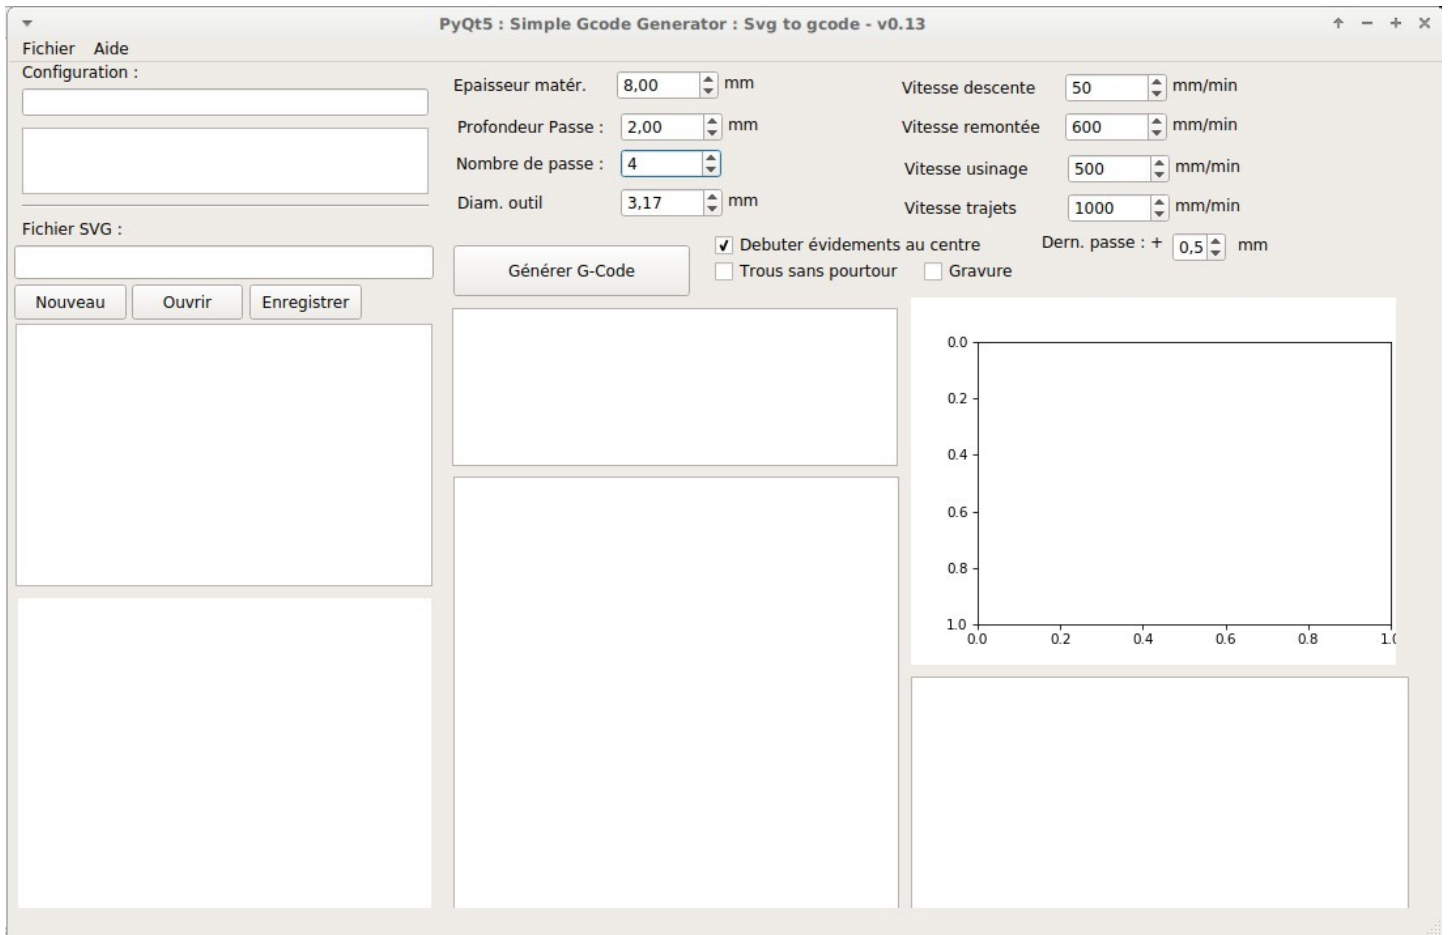 PyQt5 : Simple Gcode Generator : Svg to gcode - v0.13
Fichier Aide
Configuration :
Fichier SVG :
Nouveau Ouvrir Enregistrer
Epaisseur matér. 8,00 mm
Profondeur Passe : 2,00 mm
Nombre de passe : 4
Diam. outil 3,17 mm
Vitesse descente 50 mm/min
Vitesse remontée 600 mm/min
Vitesse usinage 500 mm/min
Vitesse trajets 1000 mm/min
Générer G-Code
Debuter évidements au centre
Dern. passe : + 0,5 mm
Trous sans pourtour Gravure
0.0
0.2
0.4
0.6
0.8
1.0
0.0 0.2 0.4 0.6 0.8 1.0